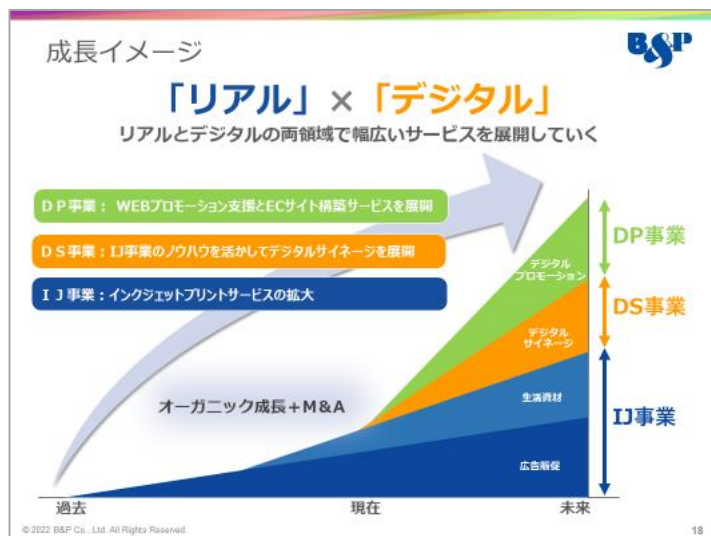 成長イメージ
B&P
「リアル」×「デジタル」
リアルとデジタルの両領域で幅広いサービスを展開していく
DP事業： WEBプロモーション支援とECサイト構築サービスを展開
DS事業：IJ事業のノウハウを活かしてデジタルサイネージを展開
IJ事業：インクジェットプリントサービスの拡大
オーガニック成長＋M&A
デジタル
プロモーション
デジタル
サイネージ
生活資材
広告販促
DP事業
DS事業
IJ事業
過去
現在
未来
© 2022 B&P Co., Ltd. All Rights Reserved.
18